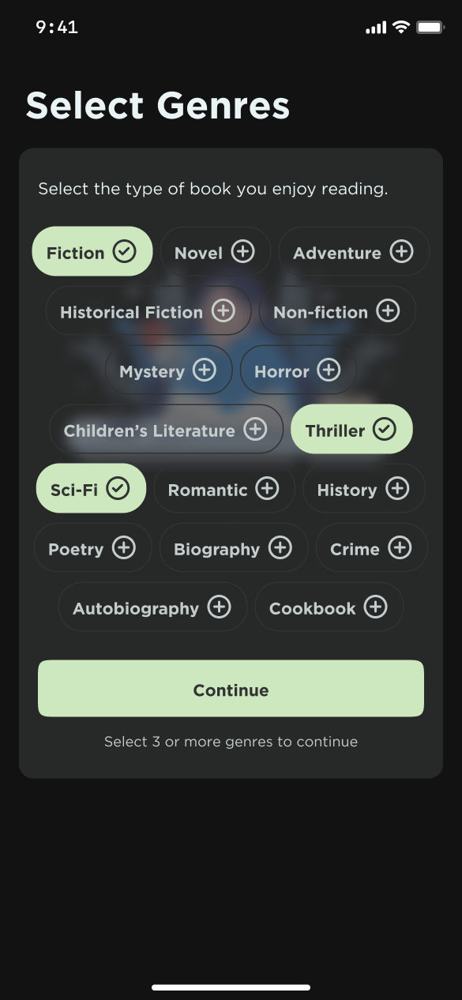 9:41
Select Genres
Select the type of book you enjoy reading.
Fiction Novel Adventure
Historical Fiction Non-fiction
Mystery Horror
Children’s Literature Thriller
Sci-Fi Romantic History
Poetry Biography Crime
Autobiography Cookbook
Continue
Select 3 or more genres to continue